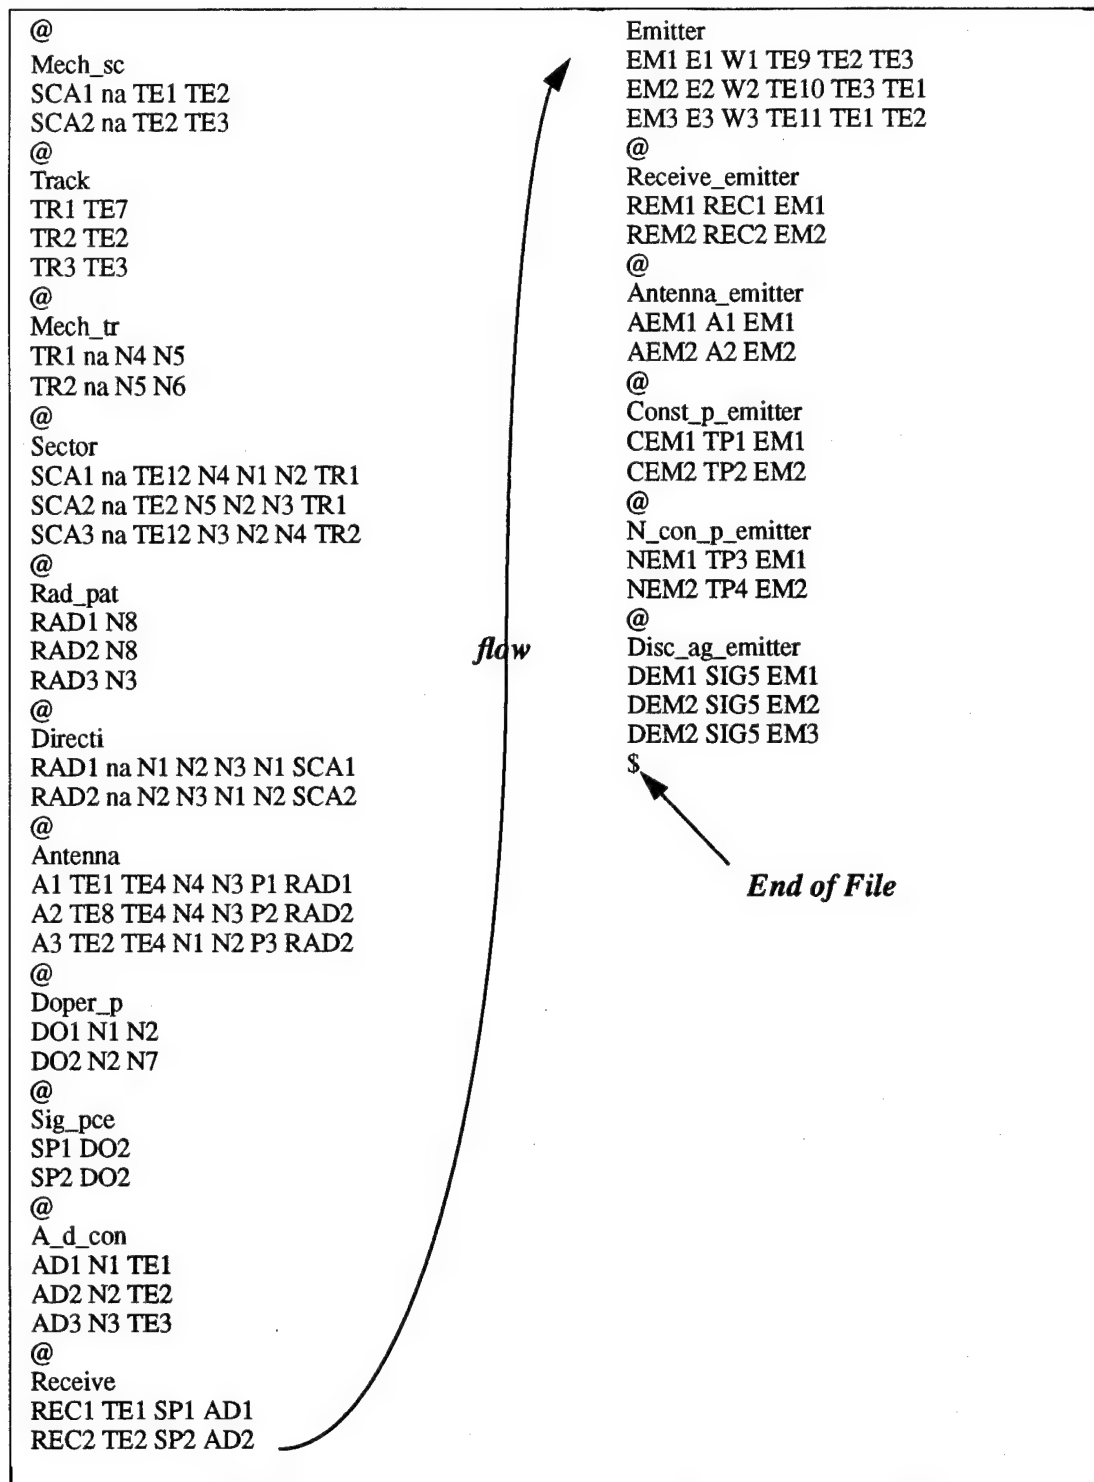 @
Mech_sc
SCA1 na TE1 TE2
SCA2 na TE2 TE3
@
Track
TR1 TE7
TR2 TE2
TR3 TE3
@
Mech_tr
TR1 na N4 N5
TR2 na N5 N6
@
Sector
SCA1 na TE12 N4 N1 N2 TR1
SCA2 na TE2 N5 N2 N3 TR1
SCA3 na TE12 N3 N2 N4 TR2
@
Rad_pat
RAD1 N8
RAD2 N8
RAD3 N3
@
Directi
RAD1 na N1 N2 N3 N1 SCA1
RAD2 na N2 N3 N1 N2 SCA2
@
Antenna
A1 TE1 TE4 N4 N3 P1 RAD1
A2 TE8 TE4 N4 N3 P2 RAD2
A3 TE2 TE4 N1 N2 P3 RAD2
@
Doper_p
DO1 N1 N2
DO2 N2 N7
@
Sig_pce
SP1 DO2
SP2 DO2
@
A_d_con
AD1 N1 TE1
AD2 N2 TE2
AD3 N3 TE3
@
Receive
REC1 TE1 SP1 AD1
REC2 TE2 SP2 AD2
flow
Emitter
EM1 E1 W1 TE9 TE2 TE3
EM2 E2 W2 TE10 TE3 TE1
EM3 E3 W3 TE11 TE1 TE2
@
Receive_emitter
REM1 REC1 EM1
REM2 REC2 EM2
@
Antenna_emitter
AEM1 A1 EM1
AEM2 A2 EM2
@
Const_p_emitter
CEM1 TP1 EM1
CEM2 TP2 EM2
@
N_con_p_emitter
NEM1 TP3 EM1
NEM2 TP4 EM2
@
Disc_ag_emitter
DEM1 SIG5 EM1
DEM2 SIG5 EM2
DEM2 SIG5 EM3
$
End of File